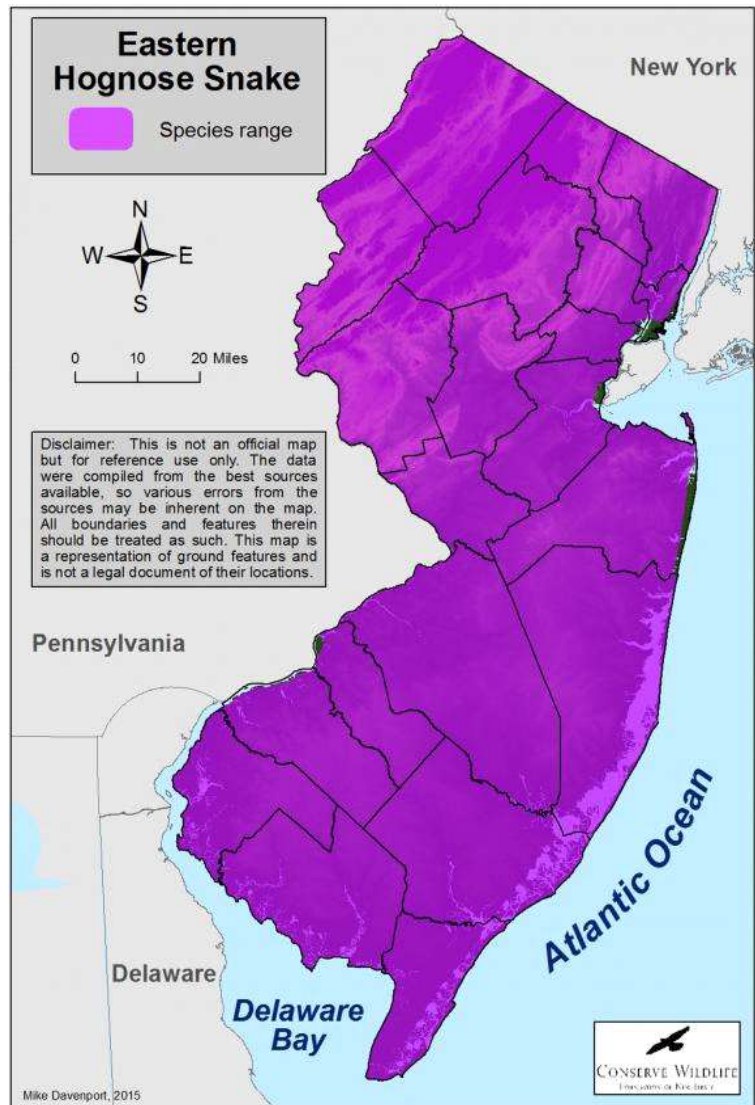 Eastern
Hognose Snake
Species range
New York
N
W
E
S
0 10 20 Miles
Disclaimer: This is not an official map
but for reference use only. The data
were compiled from the best sources
available, so various errors from the
sources may be inherent on the map.
All boundaries and features therein
should be treated as such. This map is
a representation of ground features and
is not a legal document of their locations.
Pennsylvania
Atlantic Ocean
Delaware
Delaware
Bay
CONSERVE WILDLIFE
FOUNDATION OF NEW JERSEY
Mike Davenport, 2015